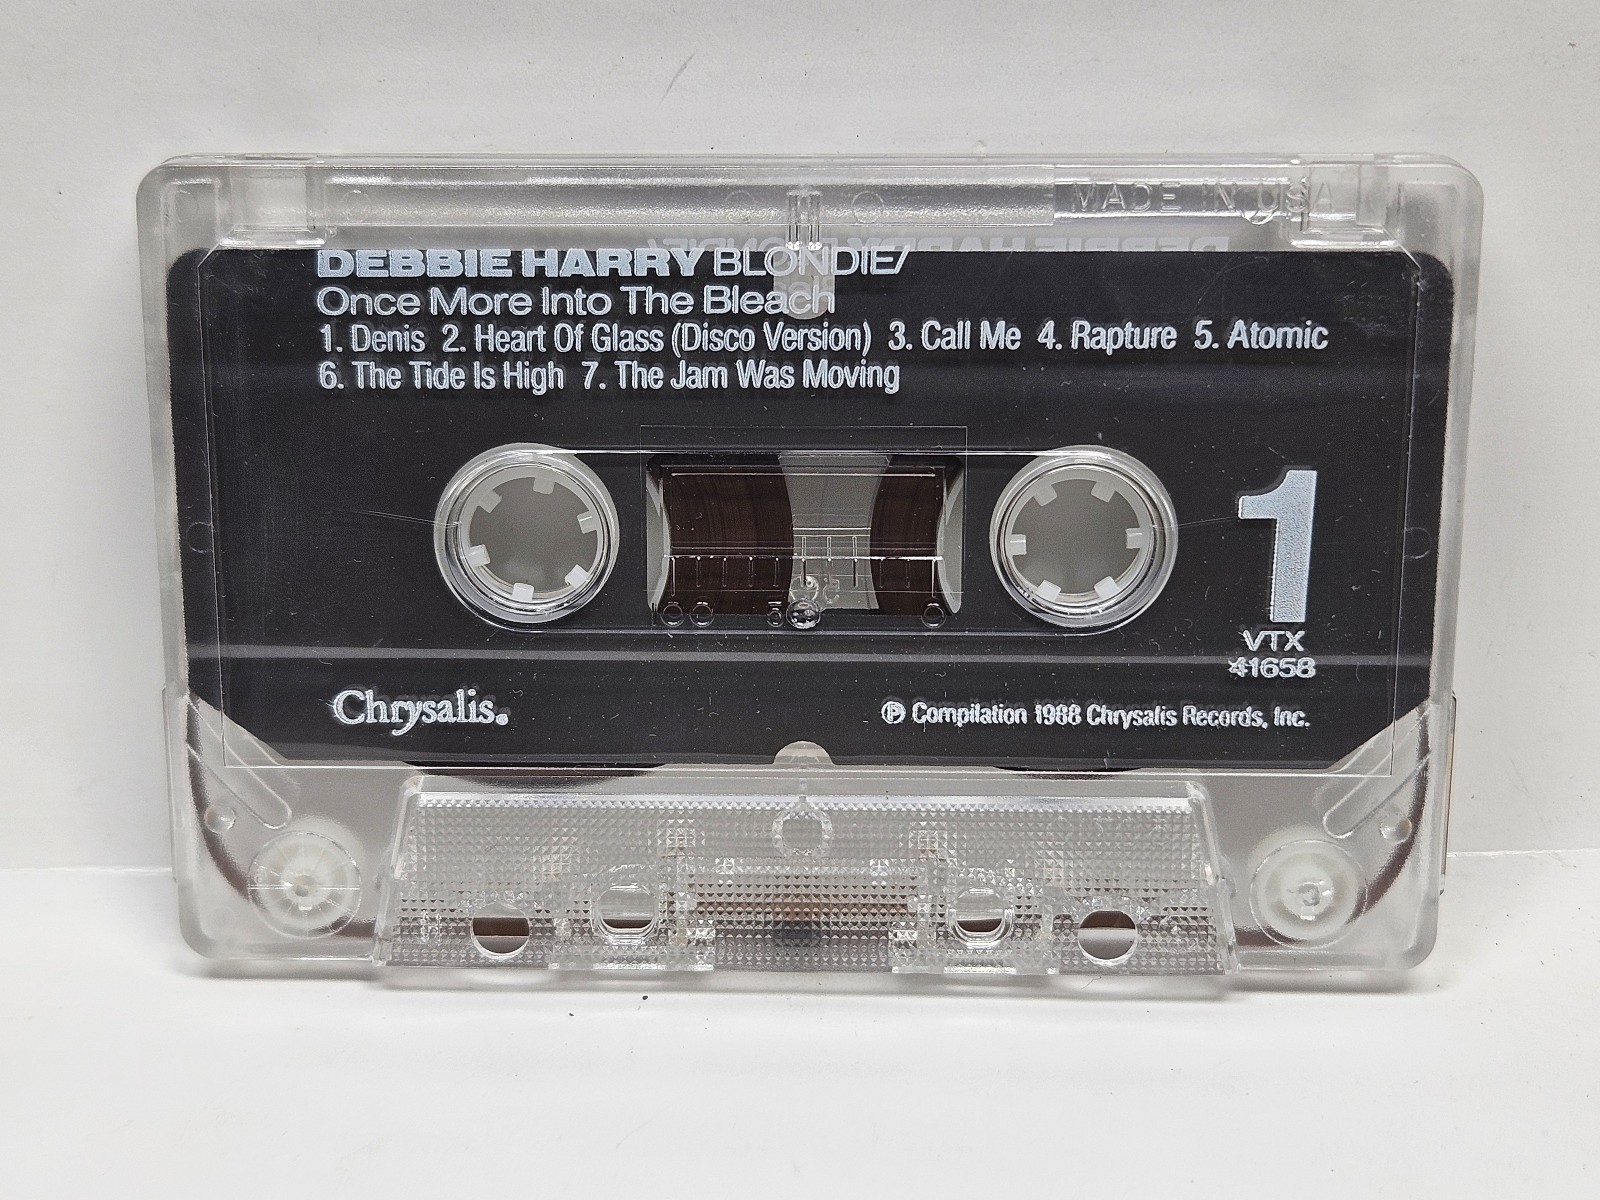 MADE IN USA
DEBBIE HARRY BLONDIE/
Once More Into The Bleach
1. Denis 2. Heart Of Glass (Disco Version) 3. Call Me 4. Rapture 5. Atomic
6. The Tide Is High 7. The Jam Was Moving
1
VTX
41658
Chrysalis.
℗ Compilation 1988 Chrysalis Records, Inc.